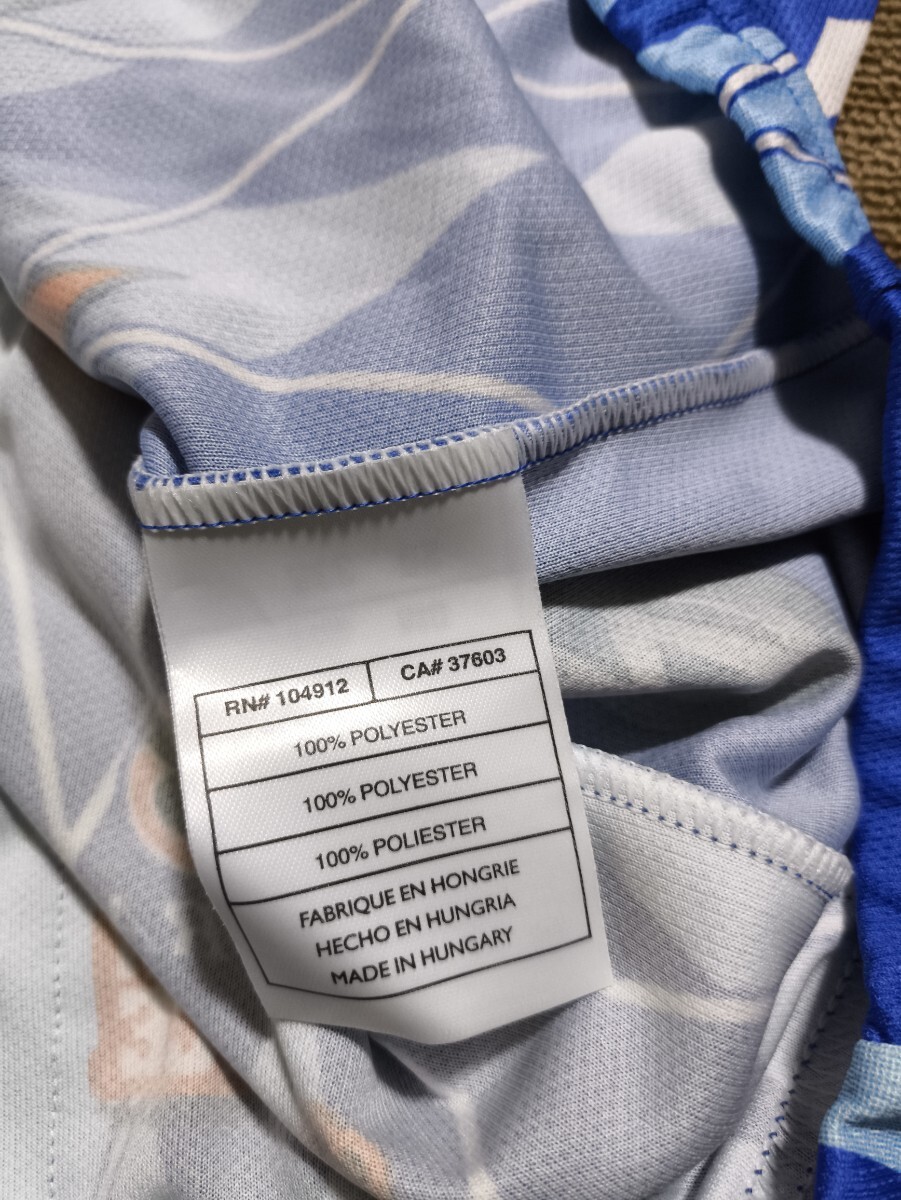 RN# 104912 CA# 37603
100% POLYESTER
100% POLYESTER
100% POLIESTER
FABRIQUE EN HONGRIE
HECHO EN HUNGRIA
MADE IN HUNGARY